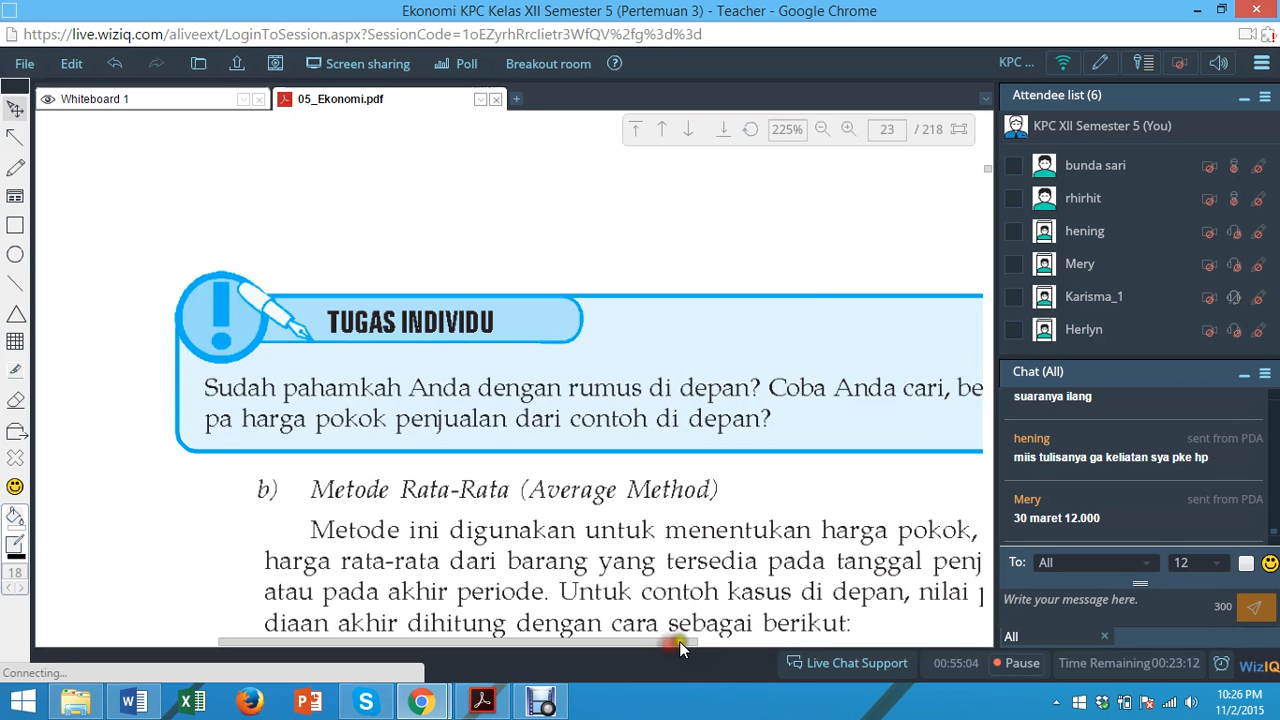 Ekonomi KPC Kelas XII Semester 5 (Pertemuan 3) - Teacher - Google Chrome
https://live.wiziq.com/aliveext/LoginToSession.aspx?SessionCode=1oEZyrhRrcIietr3WfQV%2fg%3d%3d
File Edit Screen sharing Poll Breakout room ? KPC ...
Whiteboard 1
05_Ekonomi.pdf
+
225% 23 / 218
TUGAS INDIVIDU
Sudah pahamkah Anda dengan rumus di depan? Coba Anda cari, be
pa harga pokok penjualan dari contoh di depan?
b) Metode Rata-Rata (Average Method)
Metode ini digunakan untuk menentukan harga pokok,
harga rata-rata dari barang yang tersedia pada tanggal penj
atau pada akhir periode. Untuk contoh kasus di depan, nilai p
diaan akhir dihitung dengan cara sebagai berikut:
18
Attendee list (6)
KPC XII Semester 5 (You)
bunda sari
rhirhit
hening
Mery
Karisma_1
Herlyn
Chat (All)
suaranya ilang
hening sent from PDA
miis tulisanya ga keliatan sya pke hp
Mery sent from PDA
30 maret 12.000
To: All 12
Write your message here. 300
All
Connecting...
Live Chat Support 00:55:04 Pause Time Remaining 00:23:12 WizIQ
10:26 PM
11/2/2015